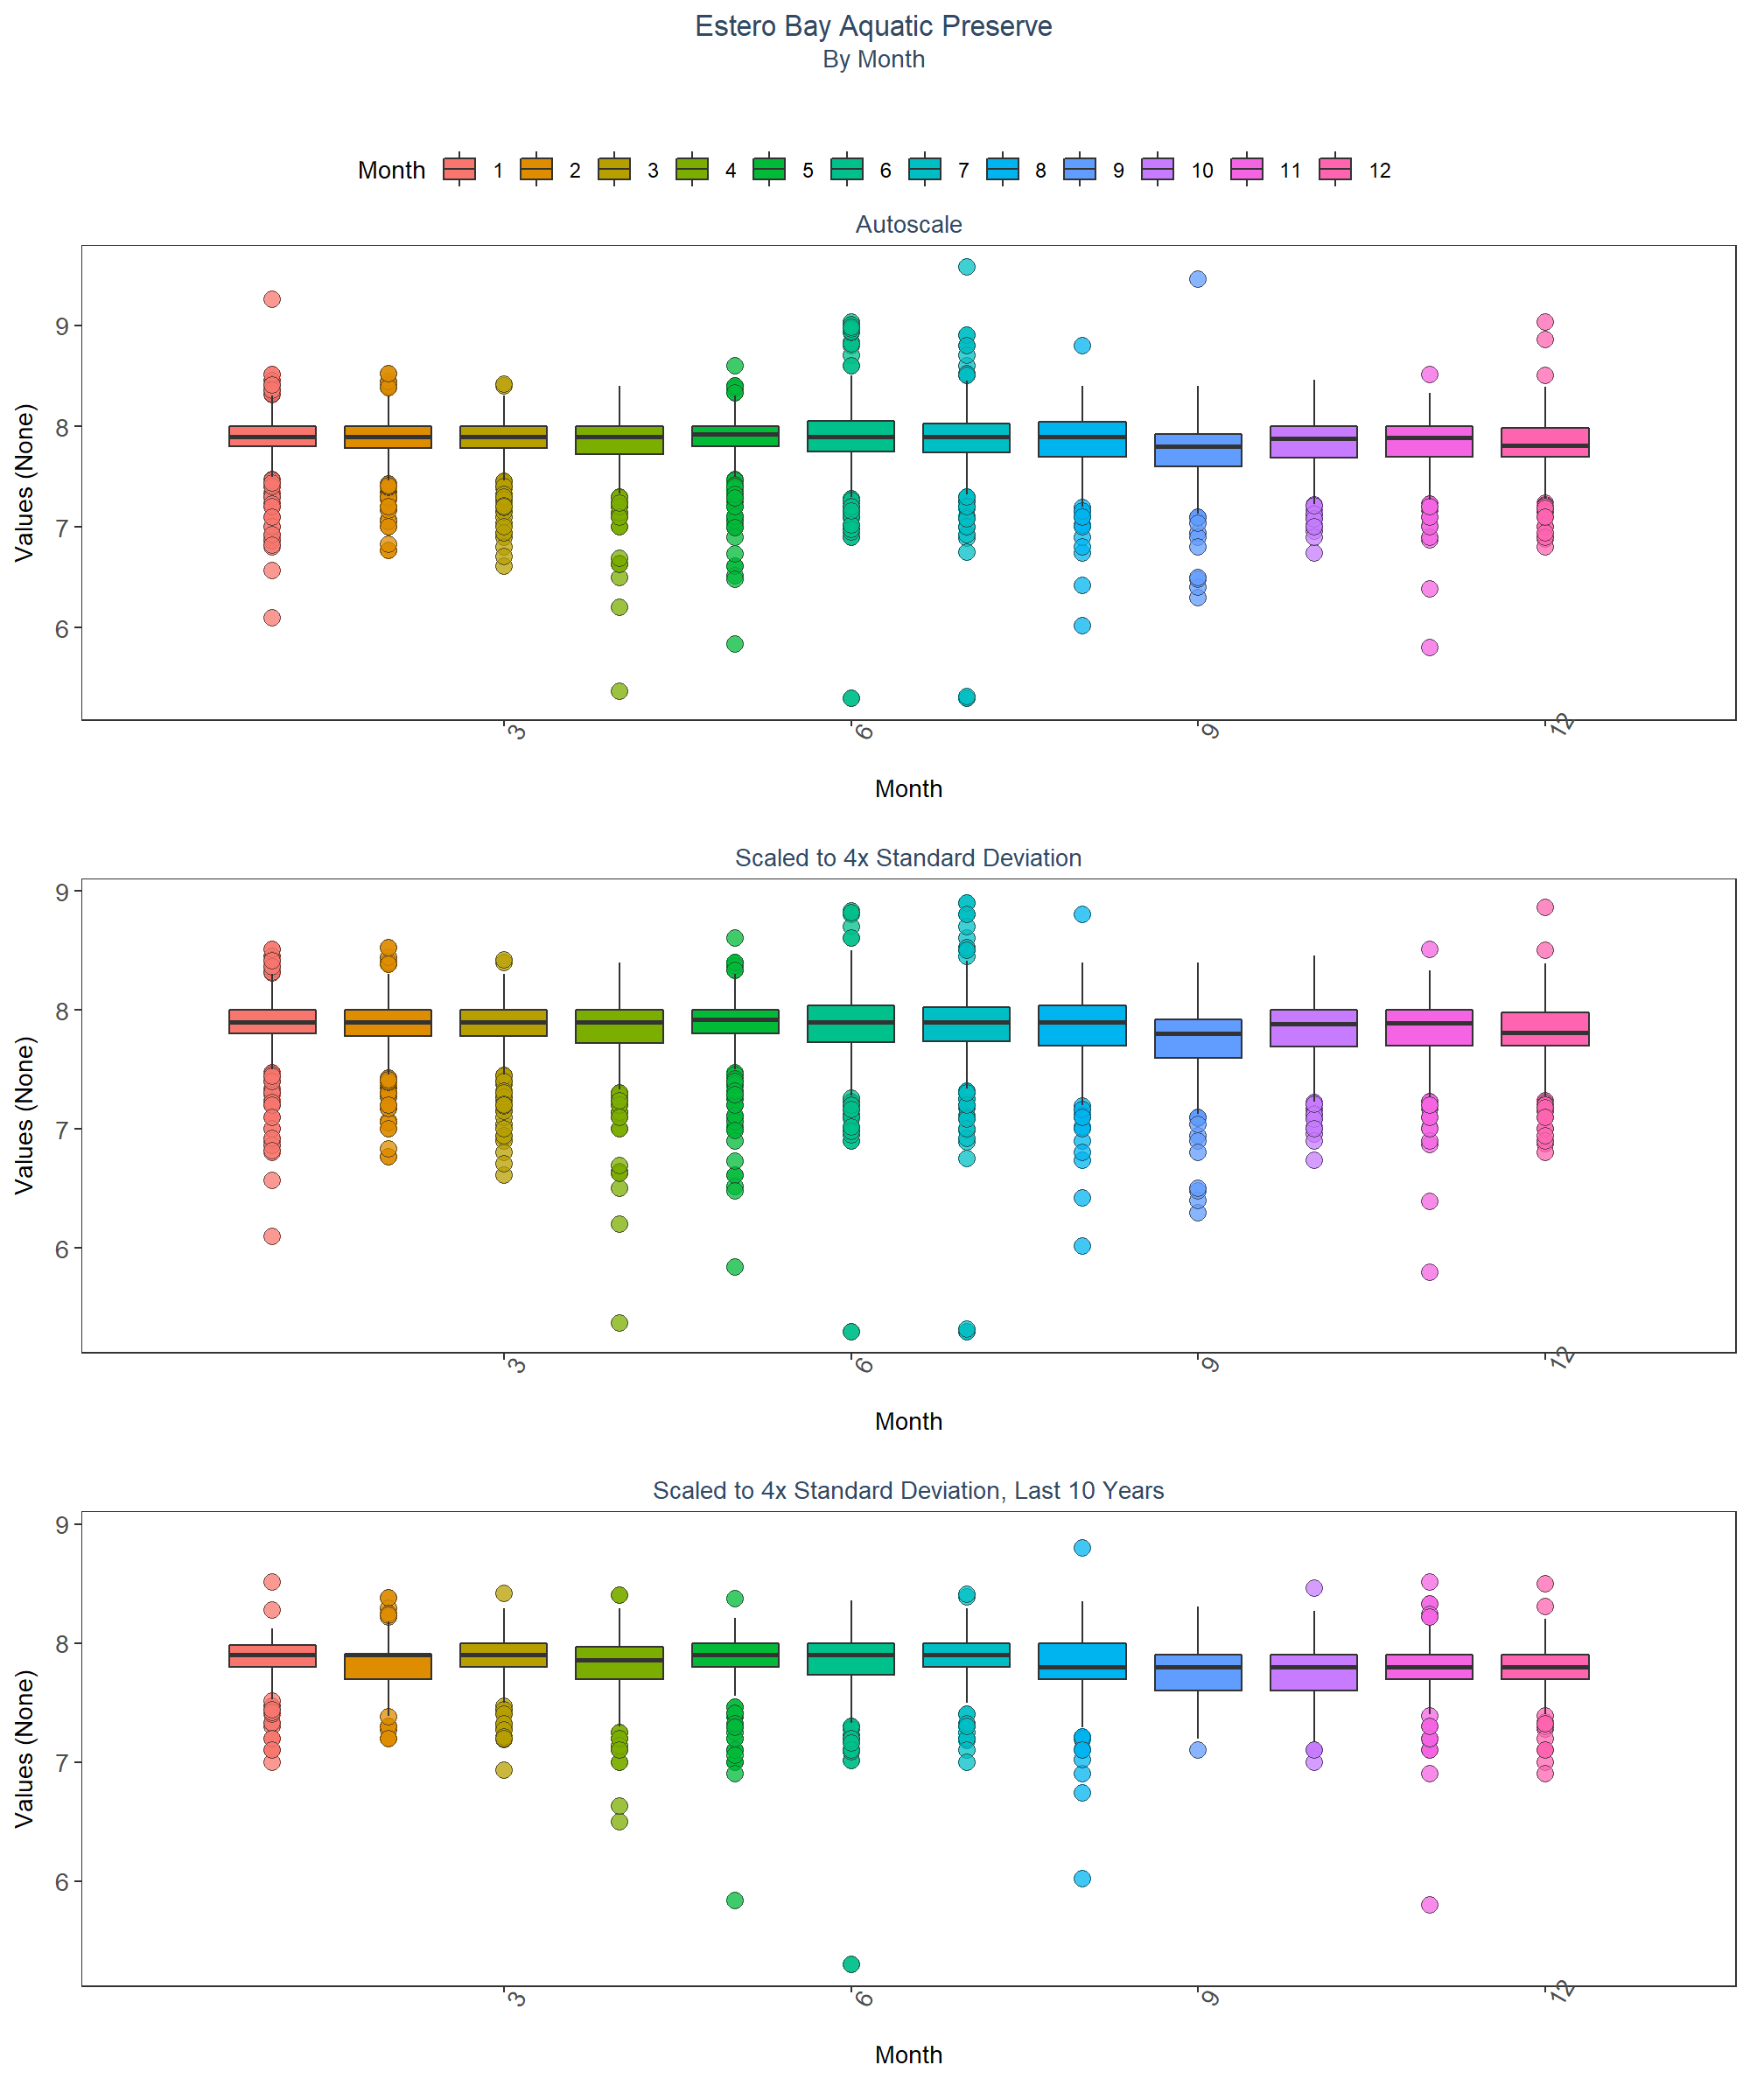 Estero Bay Aquatic Preserve
By Month
Month 1 2 3 4 5 6 7 8 9 10 11 12
Autoscale
Values (None)
9
8
7
6
3 6 9 12
Month
Scaled to 4x Standard Deviation
Values (None)
9
8
7
6
3 6 9 12
Month
Scaled to 4x Standard Deviation, Last 10 Years
Values (None)
9
8
7
6
3 6 9 12
Month